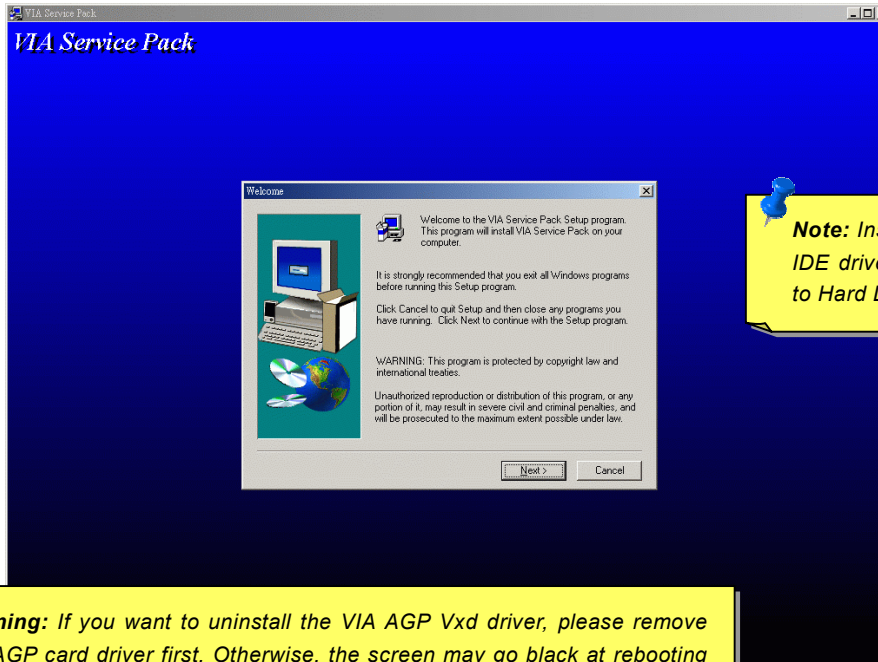 VIA Service Pack
VIA Service Pack
Welcome
Welcome to the VIA Service Pack Setup program.
This program will install VIA Service Pack on your
computer.
It is strongly recommended that you exit all Windows programs
before running this Setup program.
Click Cancel to quit Setup and then close any programs you
have running. Click Next to continue with the Setup program.
WARNING: This program is protected by copyright law and
international treaties.
Unauthorized reproduction or distribution of this program, or any
portion of it, may result in severe civil and criminal penalties, and
will be prosecuted to the maximum extent possible under law.
Next >
Cancel
Note:
IDE
to Hard
If you want to uninstall the VIA AGP Vxd driver, please remove
AGP card driver first. Otherwise, the screen may go black at rebooting